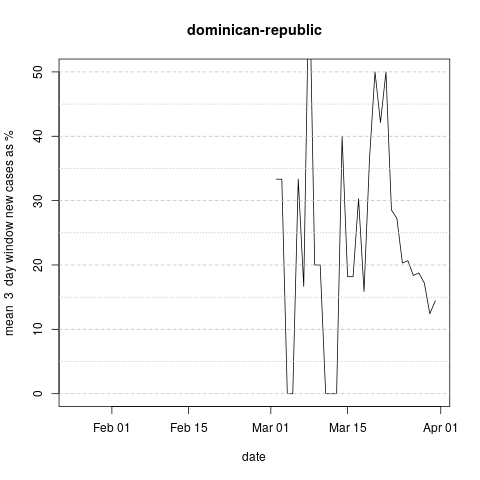 dominican-republic
mean  3  day window new cases as %
50
40
30
20
10
0
Feb 01 Feb 15 Mar 01 Mar 15 Apr 01
date